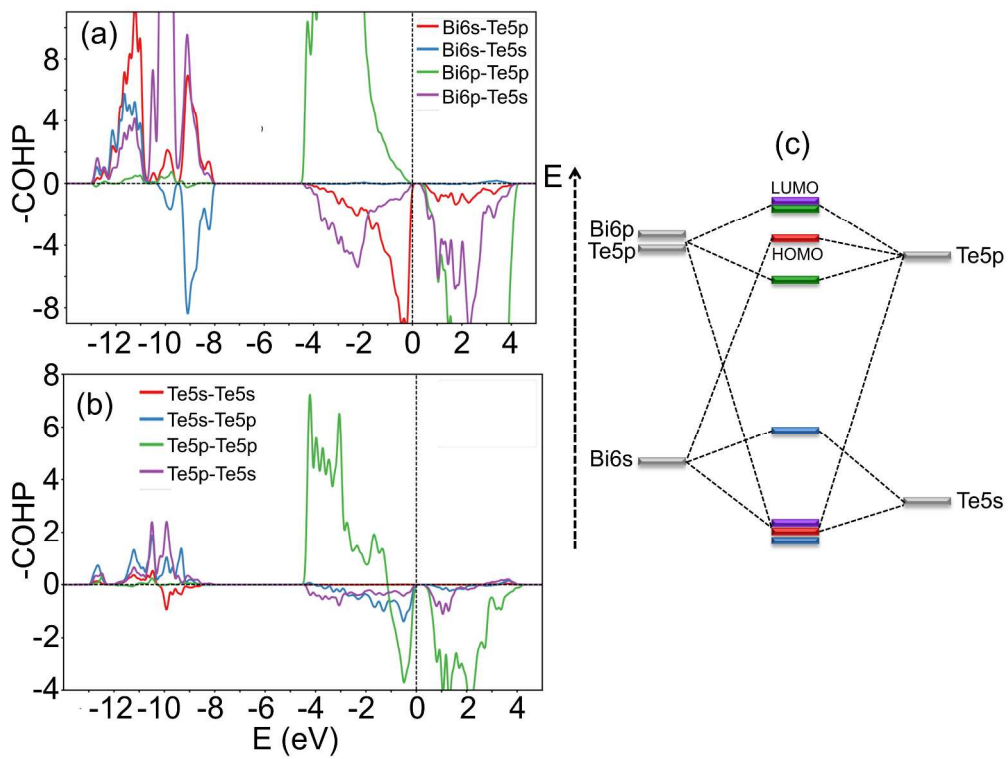 (a)
Bi6s-Te5p
Bi6s-Te5s
Bi6p-Te5p
Bi6p-Te5s
-COHP
8
4
0
-4
-8
-12 -10 -8 -6 -4 -2 0 2 4
(b)
Te5s-Te5s
Te5s-Te5p
Te5p-Te5p
Te5p-Te5s
-COHP
8
6
4
2
0
-2
-4
-12 -10 -8 -6 -4 -2 0 2 4
E (eV)
(c)
E
LUMO
Bi6p
Te5p
HOMO
Te5p
Bi6s
Te5s